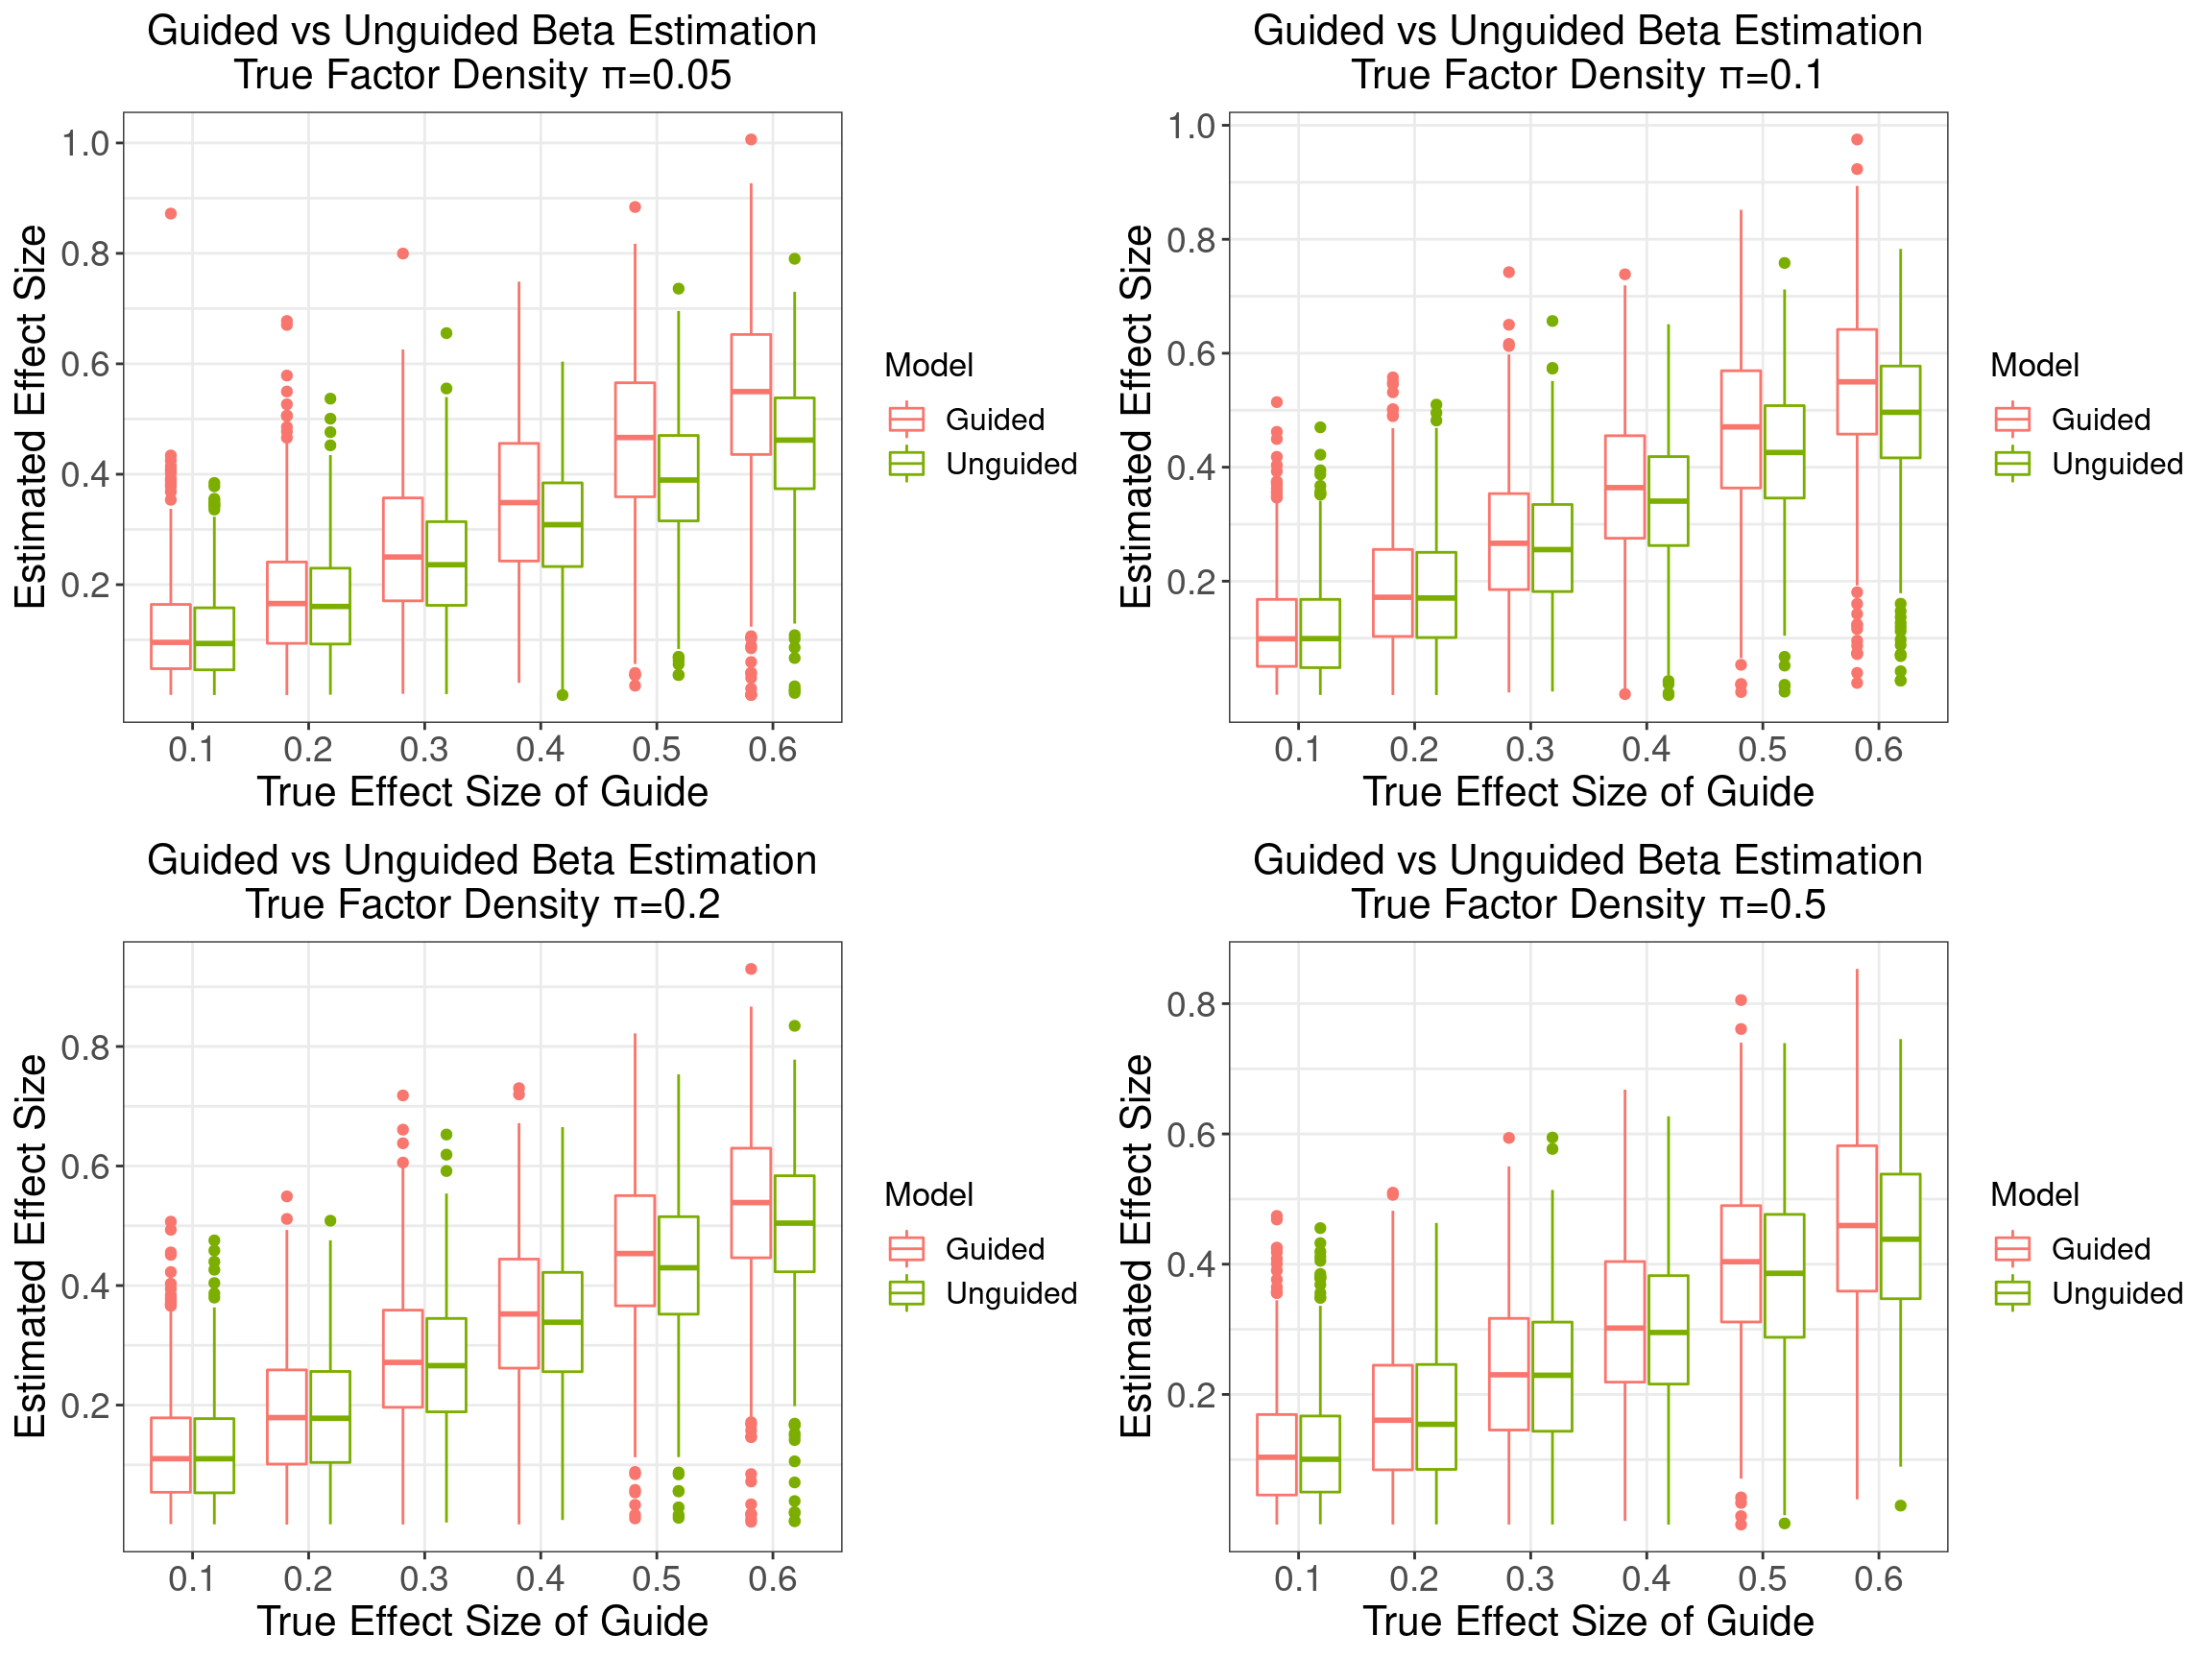 Guided vs Unguided Beta Estimation
True Factor Density π=0.05
Estimated Effect Size
1.0
0.8
0.6
0.4
0.2
0.1 0.2 0.3 0.4 0.5 0.6
True Effect Size of Guide
Model
Guided
Unguided
Guided vs Unguided Beta Estimation
True Factor Density π=0.1
Estimated Effect Size
1.0
0.8
0.6
0.4
0.2
0.1 0.2 0.3 0.4 0.5 0.6
True Effect Size of Guide
Model
Guided
Unguided
Guided vs Unguided Beta Estimation
True Factor Density π=0.2
Estimated Effect Size
0.8
0.6
0.4
0.2
0.1 0.2 0.3 0.4 0.5 0.6
True Effect Size of Guide
Model
Guided
Unguided
Guided vs Unguided Beta Estimation
True Factor Density π=0.5
Estimated Effect Size
0.8
0.6
0.4
0.2
0.1 0.2 0.3 0.4 0.5 0.6
True Effect Size of Guide
Model
Guided
Unguided